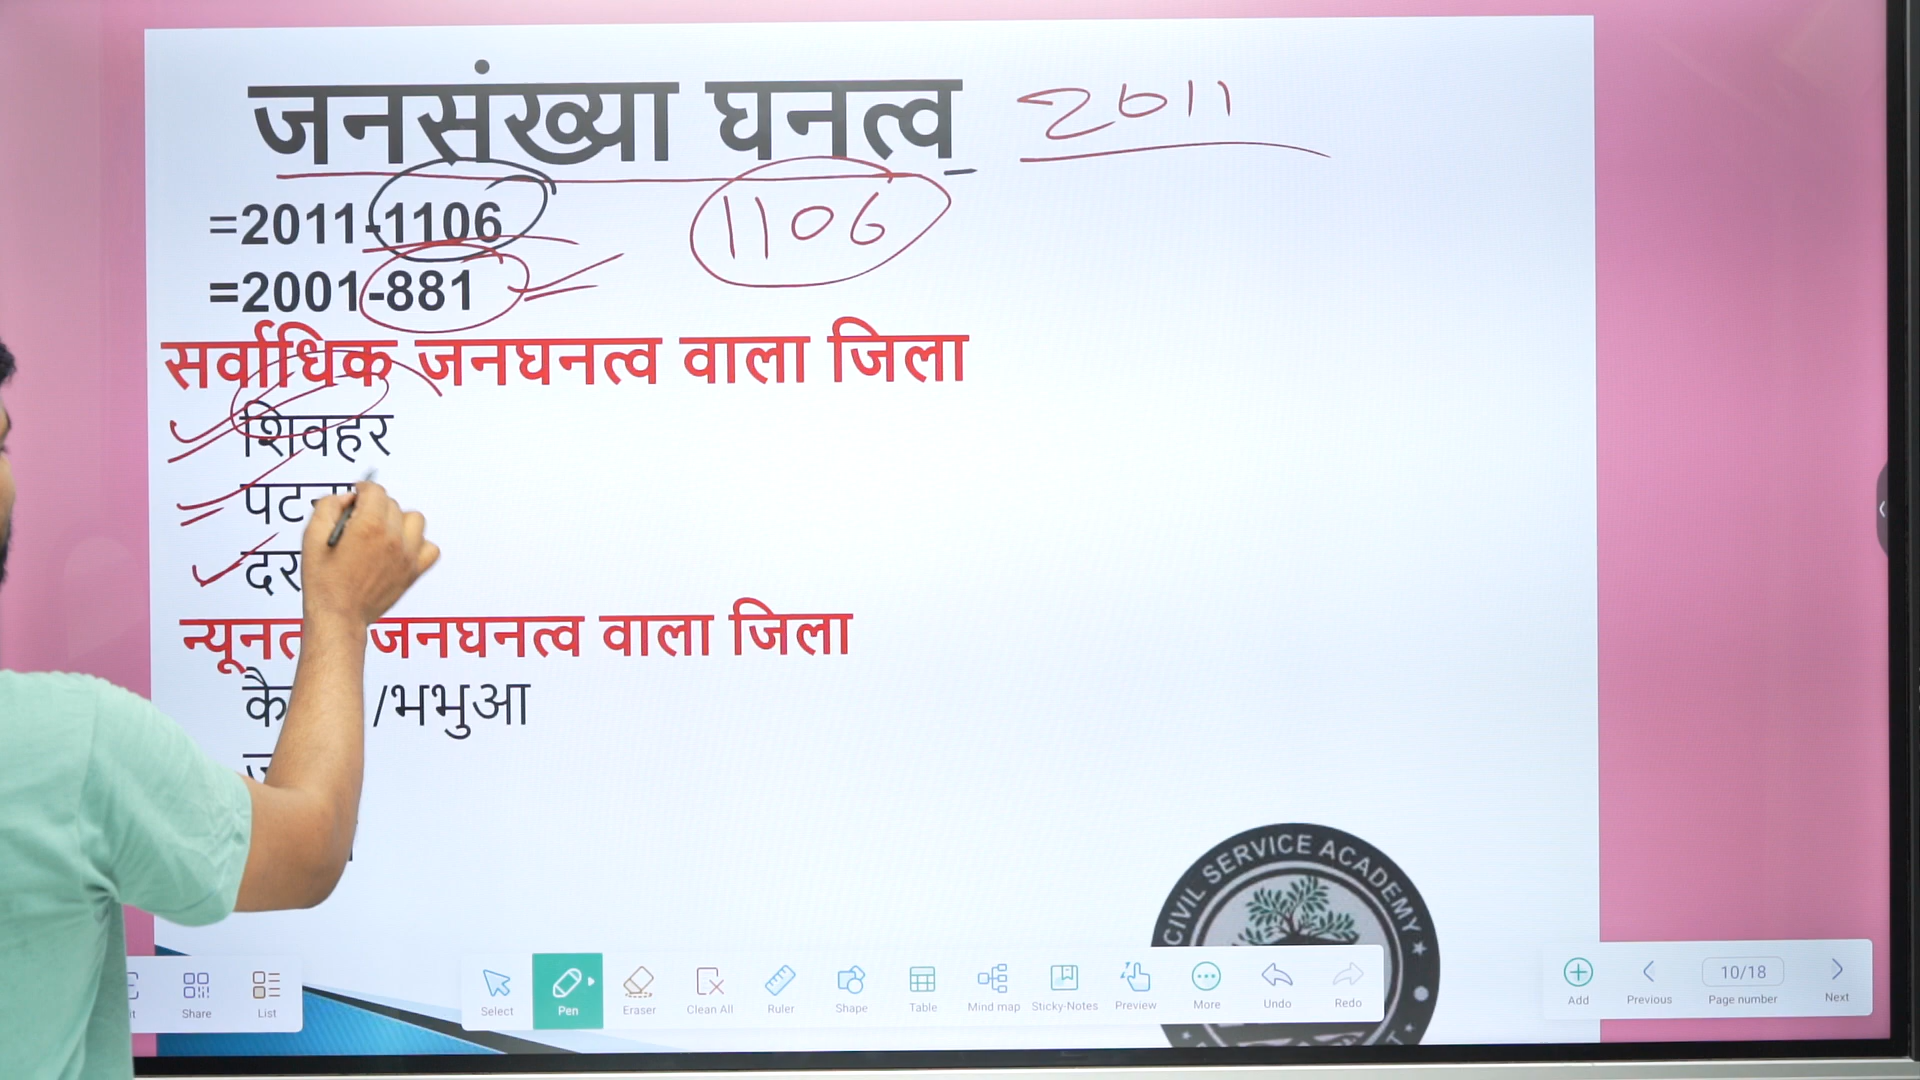 जनसंख्या घनत्व 2011
=2011-1106 1106
=2001-881
सर्वाधिक जनघनत्व वाला जिला
शिवहर
न्यूनत जनघनत्व वाला जिला
/भभुआ
CIVIL SERVICE ACADEMY
Share
List
Select
Pen
Eraser
Clean All
Ruler
Shape
Table
Mind map
Sticky-Notes
Preview
More
Undo
Redo
Add
Previous
10/18
Page number
Next